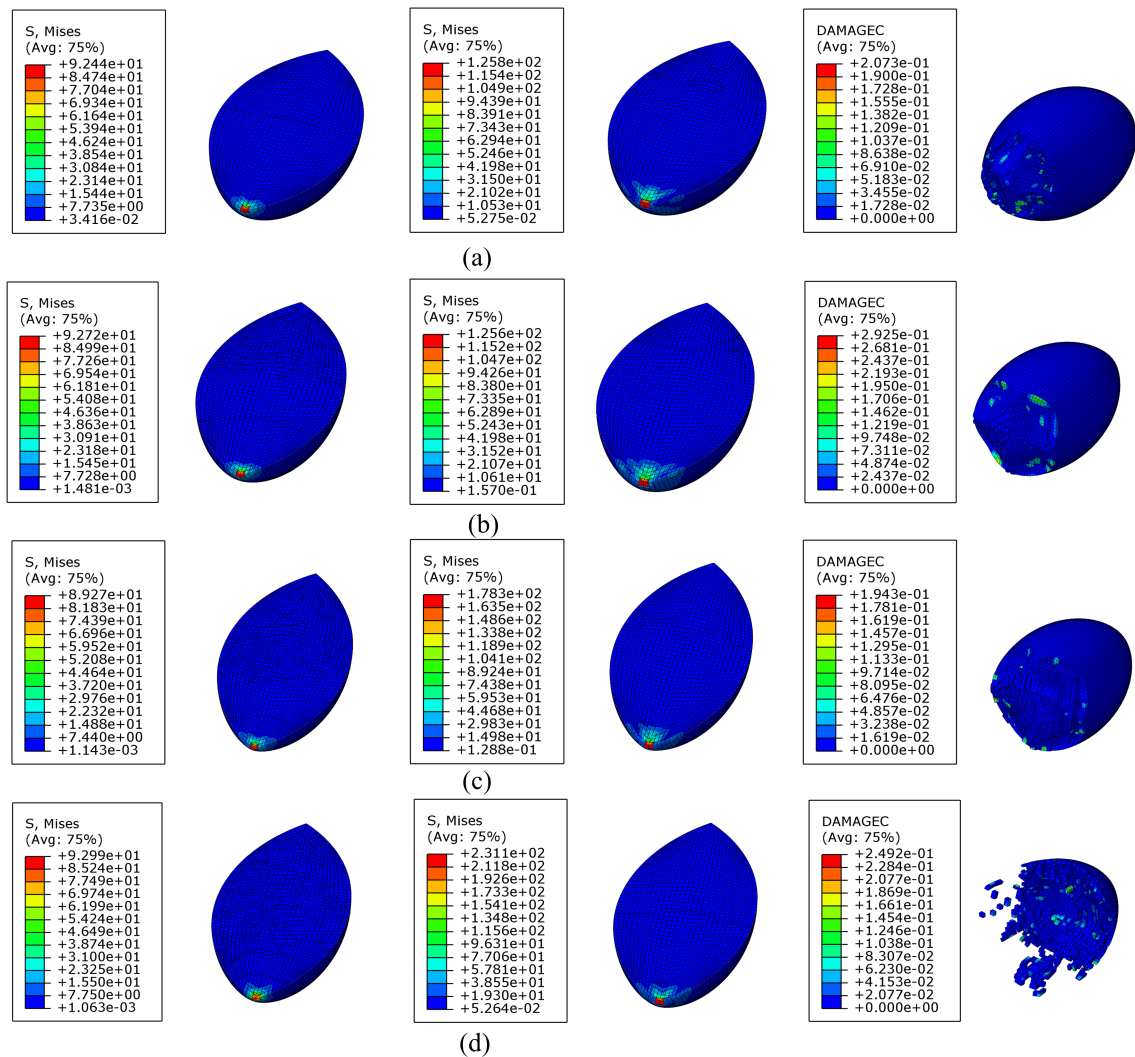 S, Mises
(Avg: 75%)
+9.244e+01
+8.474e+01
+7.704e+01
+6.934e+01
+6.164e+01
+5.394e+01
+4.624e+01
+3.854e+01
+3.084e+01
+2.314e+01
+1.544e+01
+7.735e+00
+3.416e-02
S, Mises
(Avg: 75%)
+1.258e+02
+1.154e+02
+1.049e+02
+9.439e+01
+8.391e+01
+7.343e+01
+6.294e+01
+5.246e+01
+4.198e+01
+3.150e+01
+2.102e+01
+1.053e+01
+5.275e-02
DAMAGEC
(Avg: 75%)
+2.073e-01
+1.900e-01
+1.728e-01
+1.555e-01
+1.382e-01
+1.209e-01
+1.037e-01
+8.638e-02
+6.910e-02
+5.183e-02
+3.455e-02
+1.728e-02
+0.000e+00
(a)
S, Mises
(Avg: 75%)
+9.272e+01
+8.499e+01
+7.726e+01
+6.954e+01
+6.181e+01
+5.408e+01
+4.636e+01
+3.863e+01
+3.091e+01
+2.318e+01
+1.545e+01
+7.728e+00
+1.481e-03
S, Mises
(Avg: 75%)
+1.256e+02
+1.152e+02
+1.047e+02
+9.426e+01
+8.380e+01
+7.335e+01
+6.289e+01
+5.243e+01
+4.198e+01
+3.152e+01
+2.107e+01
+1.061e+01
+1.570e-01
DAMAGEC
(Avg: 75%)
+2.925e-01
+2.681e-01
+2.437e-01
+2.193e-01
+1.950e-01
+1.706e-01
+1.462e-01
+1.219e-01
+9.748e-02
+7.311e-02
+4.874e-02
+2.437e-02
+0.000e+00
(b)
S, Mises
(Avg: 75%)
+8.927e+01
+8.183e+01
+7.439e+01
+6.696e+01
+5.952e+01
+5.208e+01
+4.464e+01
+3.720e+01
+2.976e+01
+2.232e+01
+1.488e+01
+7.440e+00
+1.143e-03
S, Mises
(Avg: 75%)
+1.783e+02
+1.635e+02
+1.486e+02
+1.338e+02
+1.189e+02
+1.041e+02
+8.924e+01
+7.438e+01
+5.953e+01
+4.468e+01
+2.983e+01
+1.498e+01
+1.288e-01
DAMAGEC
(Avg: 75%)
+1.943e-01
+1.781e-01
+1.619e-01
+1.457e-01
+1.295e-01
+1.133e-01
+9.714e-02
+8.095e-02
+6.476e-02
+4.857e-02
+3.238e-02
+1.619e-02
+0.000e+00
(c)
S, Mises
(Avg: 75%)
+9.299e+01
+8.524e+01
+7.749e+01
+6.974e+01
+6.199e+01
+5.424e+01
+4.649e+01
+3.874e+01
+3.100e+01
+2.325e+01
+1.550e+01
+7.750e+00
+1.063e-03
S, Mises
(Avg: 75%)
+2.311e+02
+2.118e+02
+1.926e+02
+1.733e+02
+1.541e+02
+1.348e+02
+1.156e+02
+9.631e+01
+7.706e+01
+5.781e+01
+3.855e+01
+1.930e+01
+5.264e-02
DAMAGEC
(Avg: 75%)
+2.492e-01
+2.284e-01
+2.077e-01
+1.869e-01
+1.661e-01
+1.454e-01
+1.246e-01
+1.038e-01
+8.307e-02
+6.230e-02
+4.153e-02
+2.077e-02
+0.000e+00
(d)